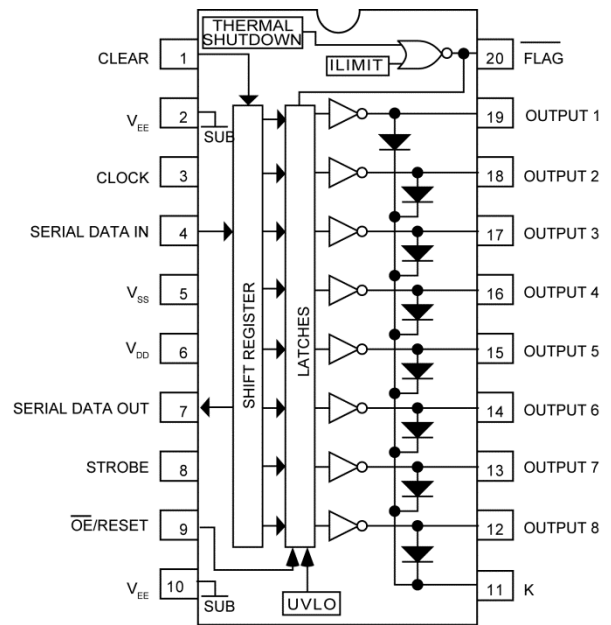 THERMAL
SHUTDOWN
ILIMIT
CLEAR
1
20
FLAG
V_EE
2
SUB
19
OUTPUT 1
CLOCK
3
18
OUTPUT 2
SERIAL DATA IN
4
17
OUTPUT 3
V_SS
5
16
OUTPUT 4
V_DD
6
15
OUTPUT 5
SERIAL DATA OUT
7
14
OUTPUT 6
STROBE
8
13
OUTPUT 7
OE/RESET
9
12
OUTPUT 8
V_EE
10
SUB
11
K
SHIFT REGISTER
LATCHES
UVLO